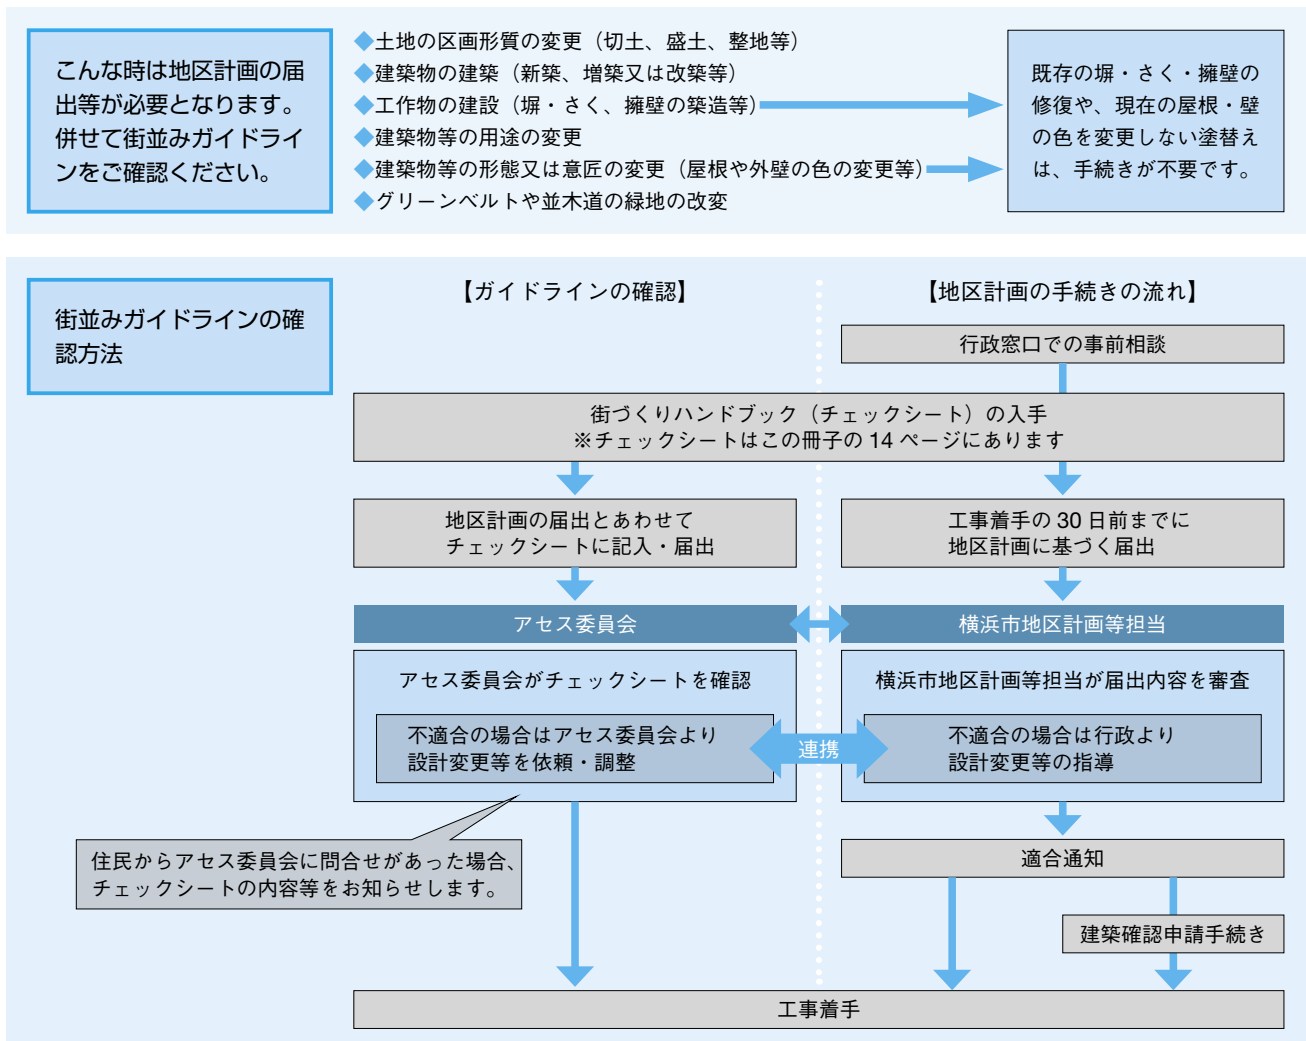 こんな時は地区計画の届
出等が必要となります。
併せて街並みガイドライ
ンをご確認ください。
◆土地の区画形質の変更（切土、盛土、整地等）
◆建築物の建築（新築、増築又は改築等）
◆工作物の建設（塀・さく、擁壁の築造等）
◆建築物等の用途の変更
◆建築物等の形態又は意匠の変更（屋根や外壁の色の変更等）
◆グリーンベルトや並木道の緑地の改変
既存の塀・さく・擁壁の
修復や、現在の屋根・壁
の色を変更しない塗替え
は、手続きが不要です。
街並みガイドラインの確
認方法
【ガイドラインの確認】
【地区計画の手続きの流れ】
行政窓口での事前相談
街づくりハンドブック（チェックシート）の入手
※チェックシートはこの冊子の 14 ページにあります
地区計画の届出とあわせて
チェックシートに記入・届出
工事着手の 30 日前までに
地区計画に基づく届出
アセス委員会
横浜市地区計画等担当
アセス委員会がチェックシートを確認
横浜市地区計画等担当が届出内容を審査
不適合の場合はアセス委員会より
設計変更等を依頼・調整
連携
不適合の場合は行政より
設計変更等の指導
住民からアセス委員会に問合せがあった場合、
チェックシートの内容等をお知らせします。
適合通知
建築確認申請手続き
工事着手